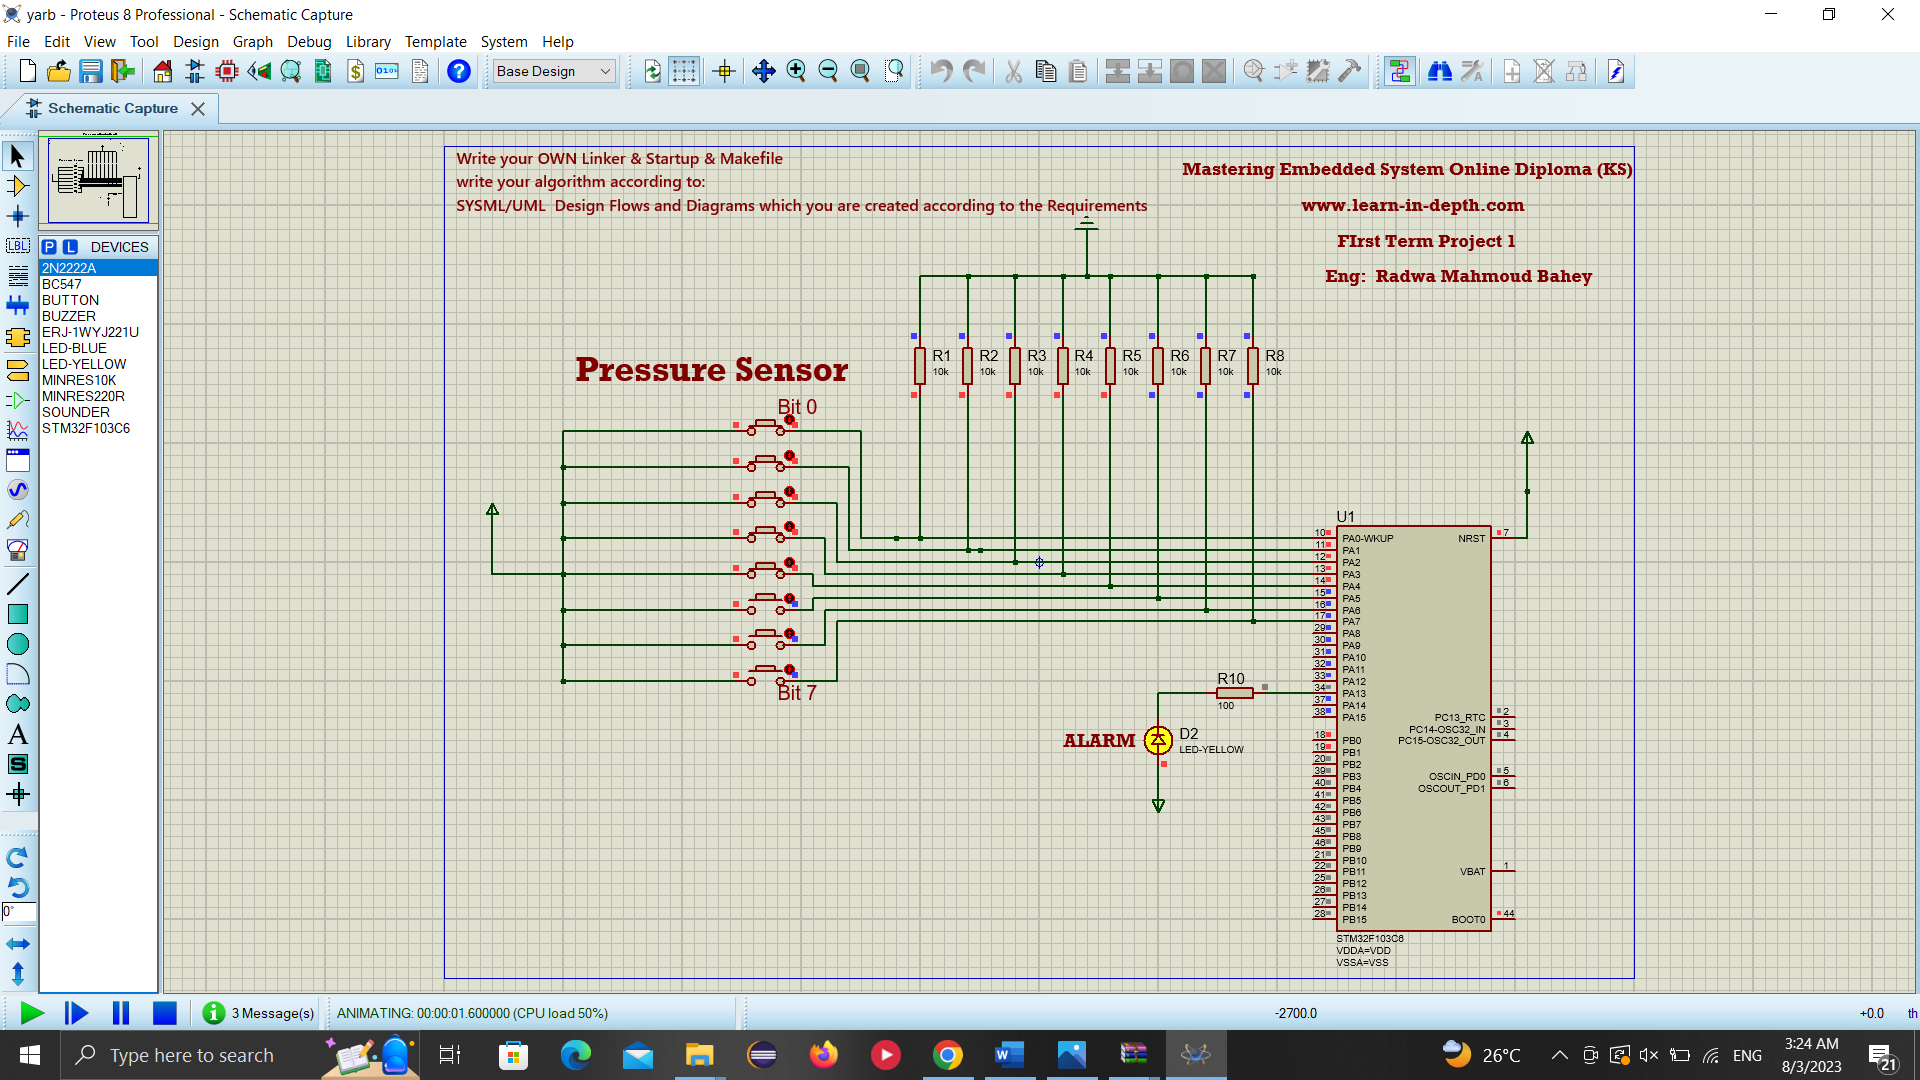 yarb - Proteus 8 Professional - Schematic Capture
File Edit View Tool Design Graph Debug Library Template System Help
Base Design
Schematic Capture
Write your OWN Linker & Startup & Makefile
write your algorithm according to:
SYSML/UML Design Flows and Diagrams which you are created according to the Requirements
Mastering Embedded System Online Diploma (KS)
www.learn-in-depth.com
FIrst Term Project 1
Eng: Radwa Mahmoud Bahey
P L DEVICES
2N2222A
BC547
BUTTON
BUZZER
ERJ-1WYJ221U
LED-BLUE
LED-YELLOW
MINRES10K
MINRES220R
SOUNDER
STM32F103C6
LBL
A
S
0°
Pressure Sensor
Bit 0
Bit 7
R1 R2 R3 R4 R5 R6 R7 R8
10k 10k 10k 10k 10k 10k 10k 10k
R10
100
ALARM
D2
LED-YELLOW
U1
10 PA0-WKUP NRST 7
11 PA1
12 PA2
13 PA3
14 PA4
15 PA5
16 PA6
17 PA7
29 PA8
30 PA9
31 PA10
32 PA11
33 PA12
34 PA13
37 PA14
38 PA15 PC13_RTC 2
PC14-OSC32_IN 3
18 PB0 PC15-OSC32_OUT 4
19 PB1
20 PB2
39 PB3 OSCIN_PD0 5
40 PB4 OSCOUT_PD1 6
41 PB5
42 PB6
43 PB7
45 PB8
46 PB9
21 PB10
22 PB11 VBAT 1
25 PB12
26 PB13
27 PB14
28 PB15 BOOT0 44
STM32F103C6
VDDA=VDD
VSSA=VSS
3 Message(s) ANIMATING: 00:00:01.600000 (CPU load 50%) -2700.0 +0.0 th
Type here to search 26°C ENG 3:24 AM
8/3/2023
21